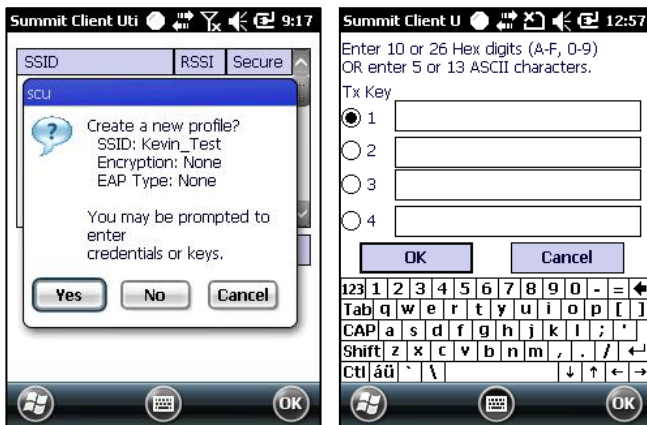 Summit Client Uti 9:17
SSID RSSI Secure
scu
Create a new profile?
SSID: Kevin_Test
Encryption: None
EAP Type: None
You may be prompted to
enter
credentials or keys.
Yes No Cancel
OK
Summit Client U 12:57
Enter 10 or 26 Hex digits (A-F, 0-9)
OR enter 5 or 13 ASCII characters.
Tx Key
1
2
3
4
OK Cancel
123 1 2 3 4 5 6 7 8 9 0 - =
Tab q w e r t y u i o p [ ]
CAP a s d f g h j k l ; '
Shift z x c v b n m , . /
Ctl áü ` \
OK